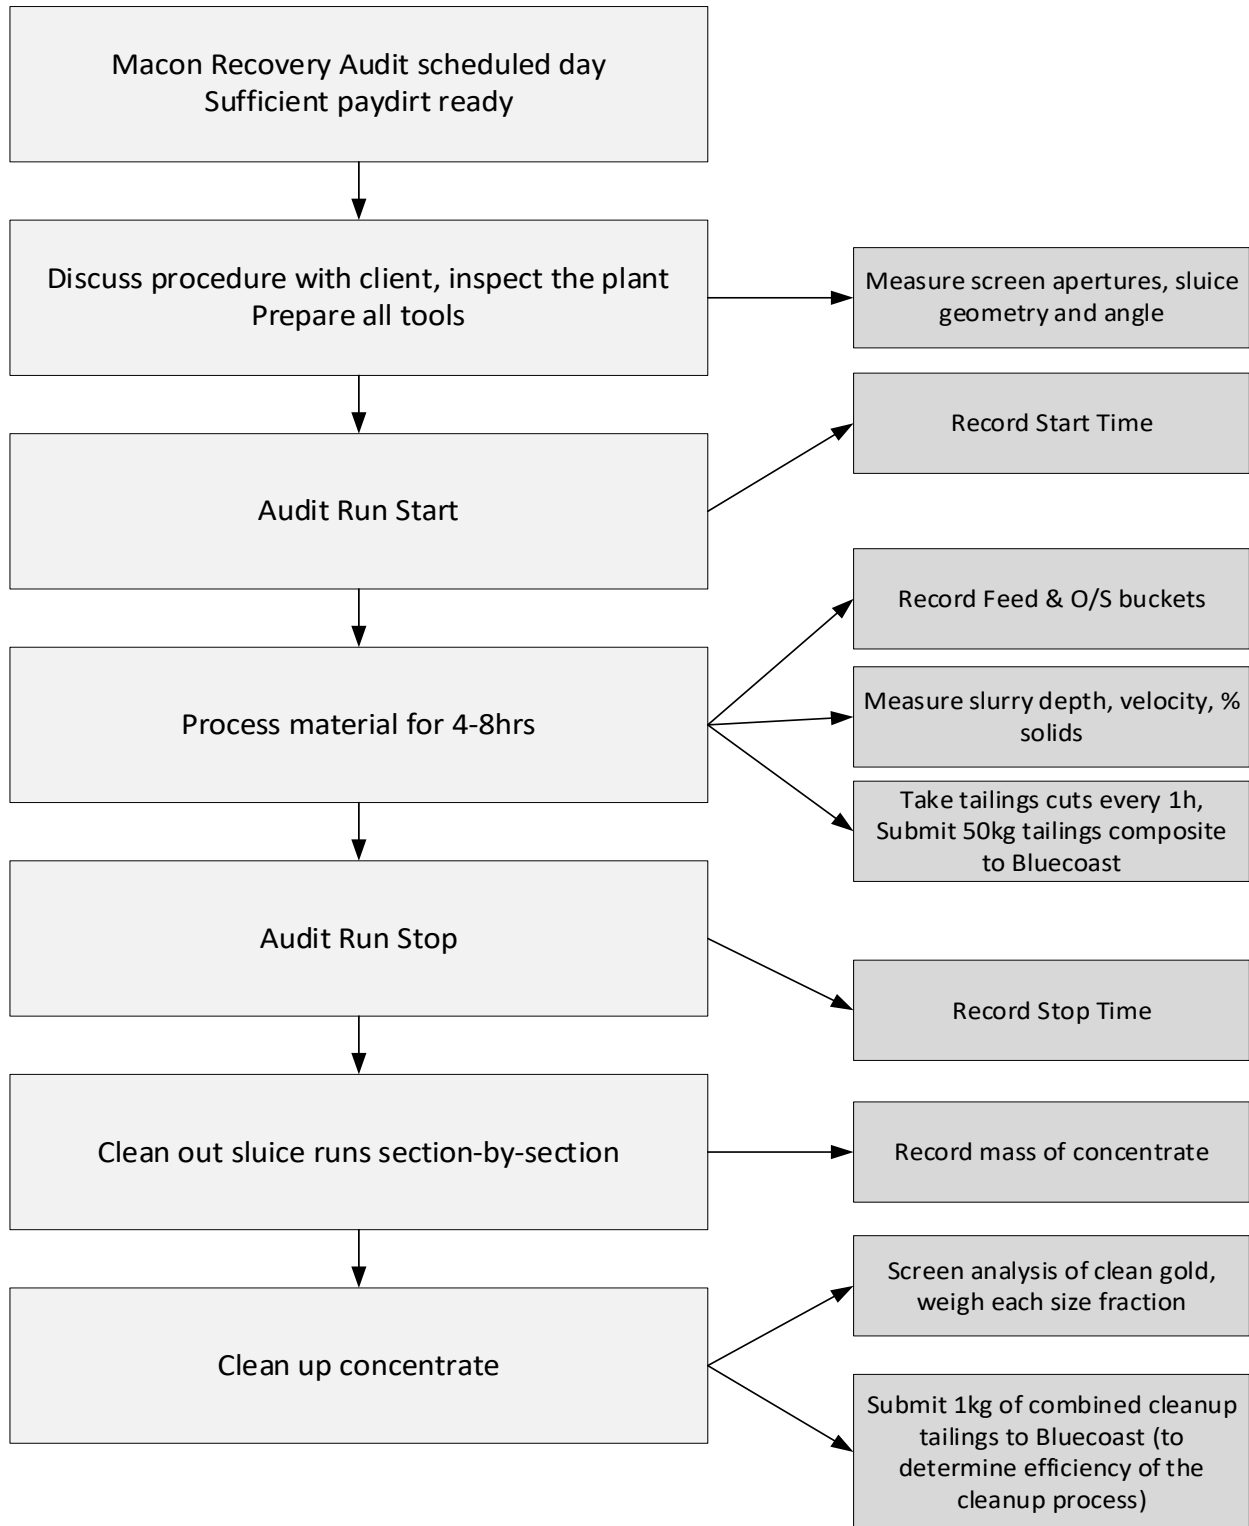 Macon Recovery Audit scheduled day
Sufficient paydirt ready
Discuss procedure with client, inspect the plant
Prepare all tools
Measure screen apertures, sluice
geometry and angle
Audit Run Start
Record Start Time
Process material for 4-8hrs
Record Feed & O/S buckets
Measure slurry depth, velocity, %
solids
Take tailings cuts every 1h,
Submit 50kg tailings composite
to Bluecoast
Audit Run Stop
Record Stop Time
Clean out sluice runs section-by-section
Record mass of concentrate
Clean up concentrate
Screen analysis of clean gold,
weigh each size fraction
Submit 1kg of combined cleanup
tailings to Bluecoast (to
determine efficiency of the
cleanup process)